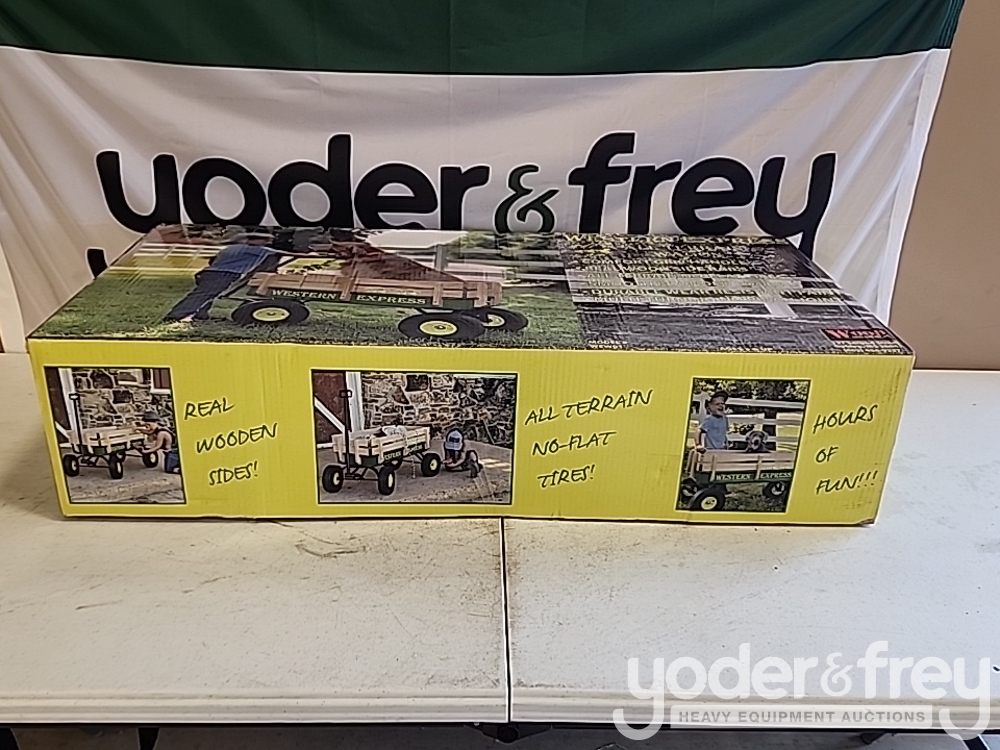 yoder & frey
WESTERN EXPRESS
REAL
WOODEN
SIDES!
ALL TERRAIN
NO-FLAT
TIRES!
WESTERN EXPRESS
HOURS
OF
FUN!!!
yoder & frey
HEAVY EQUIPMENT AUCTIONS